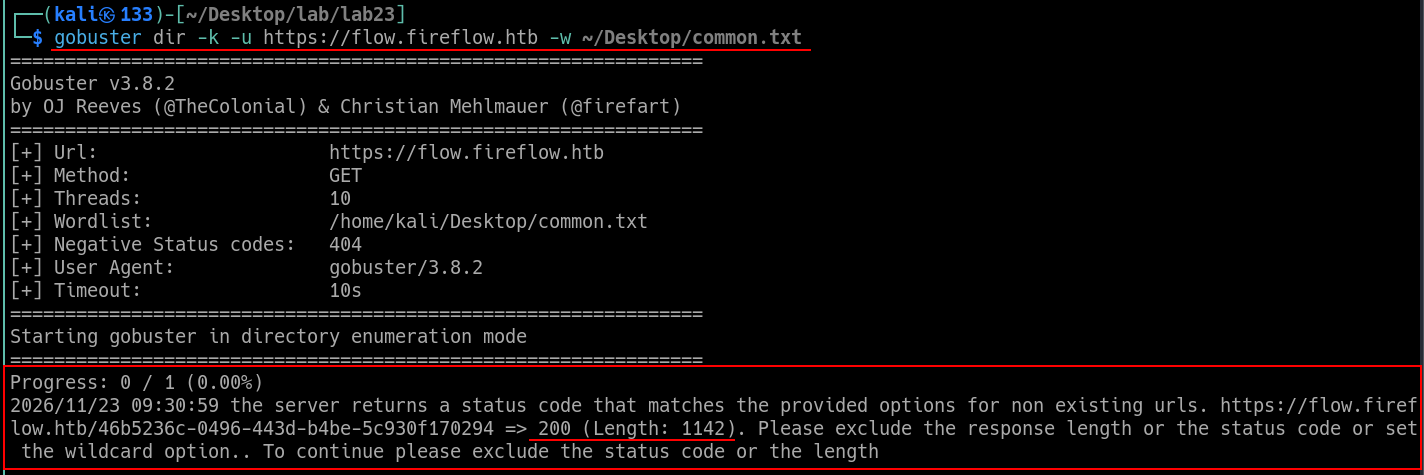 ┌──(kali㉿133)-[~/Desktop/lab/lab23]
└─$ gobuster dir -k -u https://flow.fireflow.htb -w ~/Desktop/common.txt
===============================================================
Gobuster v3.8.2
by OJ Reeves (@TheColonial) & Christian Mehlmauer (@firefart)
===============================================================
[+] Url:                     https://flow.fireflow.htb
[+] Method:                  GET
[+] Threads:                 10
[+] Wordlist:                /home/kali/Desktop/common.txt
[+] Negative Status codes:   404
[+] User Agent:              gobuster/3.8.2
[+] Timeout:                 10s
===============================================================
Starting gobuster in directory enumeration mode
===============================================================
Progress: 0 / 1 (0.00%)
2026/11/23 09:30:59 the server returns a status code that matches the provided options for non existing urls. https://flow.firef
low.htb/46b5236c-0496-443d-b4be-5c930f170294 => 200 (Length: 1142). Please exclude the response length or the status code or set
 the wildcard option.. To continue please exclude the status code or the length